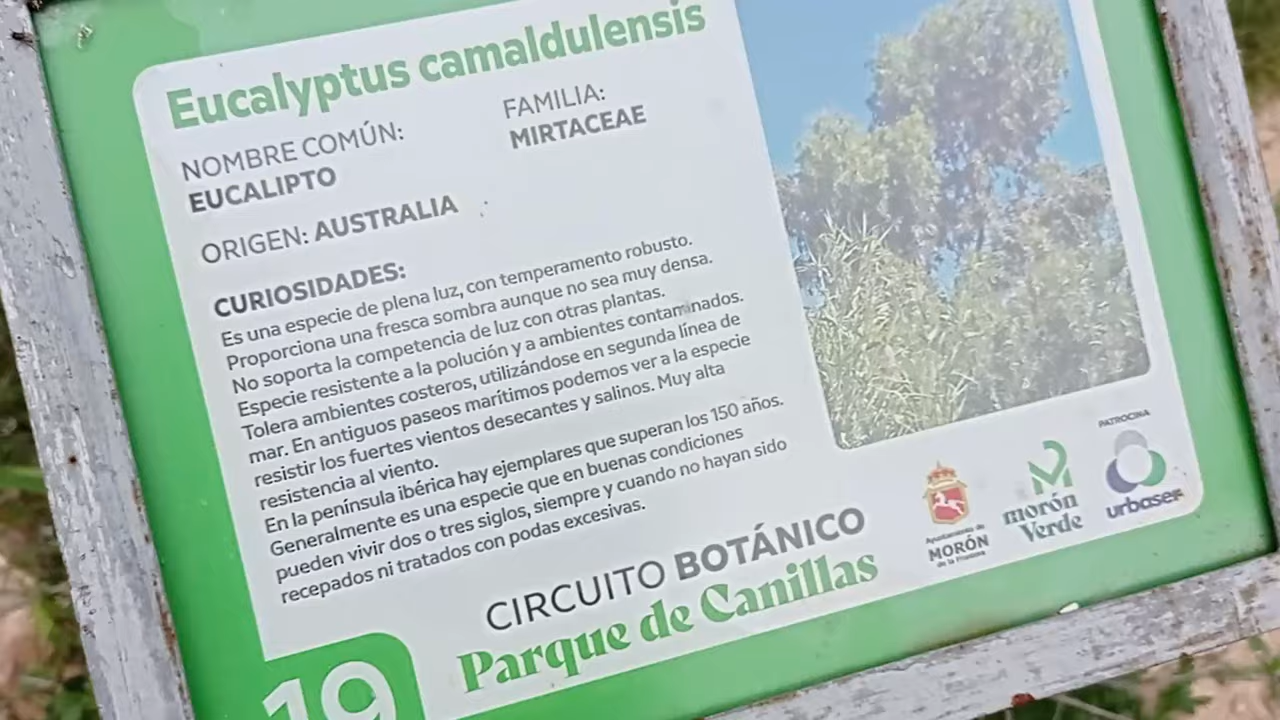 Eucalyptus camaldulensis
NOMBRE COMÚN:
EUCALIPTO
FAMILIA:
MIRTACEAE
ORIGEN: AUSTRALIA
CURIOSIDADES:
Es una especie de plena luz, con temperamento robusto.
Proporciona una fresca sombra aunque no sea muy densa.
No soporta la competencia de luz con otras plantas.
Especie resistente a la polución y a ambientes contaminados.
Tolera ambientes costeros, utilizándose en segunda línea de
mar. En antiguos paseos marítimos podemos ver a la especie
resistir los fuertes vientos desecantes y salinos. Muy alta
resistencia al viento.
En la península ibérica hay ejemplares que superan los 150 años.
Generalmente es una especie que en buenas condiciones
pueden vivir dos o tres siglos, siempre y cuando no hayan sido
recepados ni tratados con podas excesivas.
CIRCUITO BOTÁNICO
Parque de Canillas
19
Ayuntamiento de
MORÓN
de la Frontera
morón
Verde
PATROCINA
urbaser